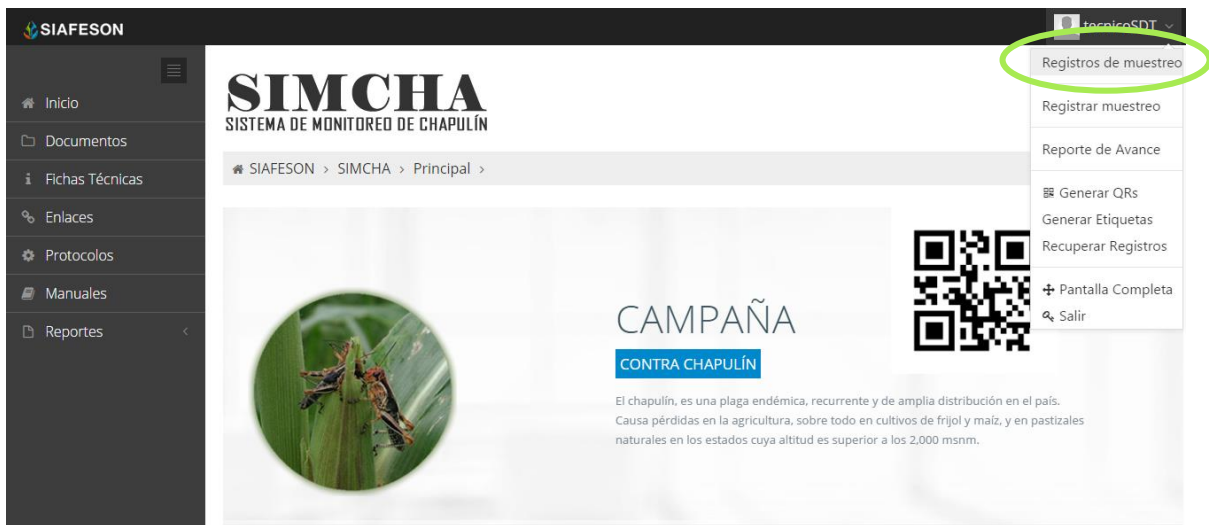 SIAFESON
tecnicoSDT
Inicio
Documentos
Fichas Técnicas
Enlaces
Protocolos
Manuales
Reportes
SIMCHA
SISTEMA DE MONITOREO DE CHAPULÍN
SIAFESON > SIMCHA > Principal >
Registros de muestreo
Registrar muestreo
Reporte de Avance
Generar QRs
Generar Etiquetas
Recuperar Registros
Pantalla Completa
Salir
CAMPAÑA
CONTRA CHAPULÍN
El chapulín, es una plaga endémica, recurrente y de amplia distribución en el país.
Causa pérdidas en la agricultura, sobre todo en cultivos de frijol y maíz, y en pastizales
naturales en los estados cuya altitud es superior a los 2,000 msnm.